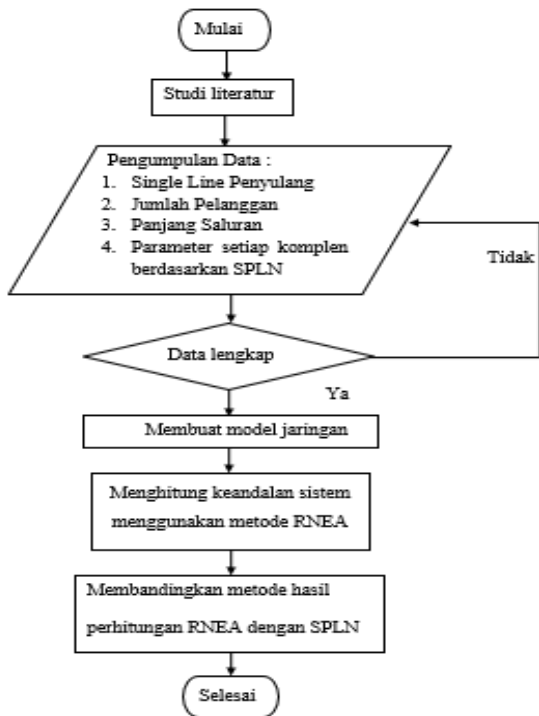 Mulai
Studi literatur
Pengumpulan Data :
1. Single Line Penyulang
2. Jumlah Pelanggan
3. Panjang Saluran
4. Parameter setiap komplen
berdasarkan SPLN
Tidak
Data lengkap
Ya
Membuat model jaringan
Menghitung keandalan sistem
menggunakan metode RNEA
Membandingkan metode hasil
perhitungan RNEA dengan SPLN
Selesai